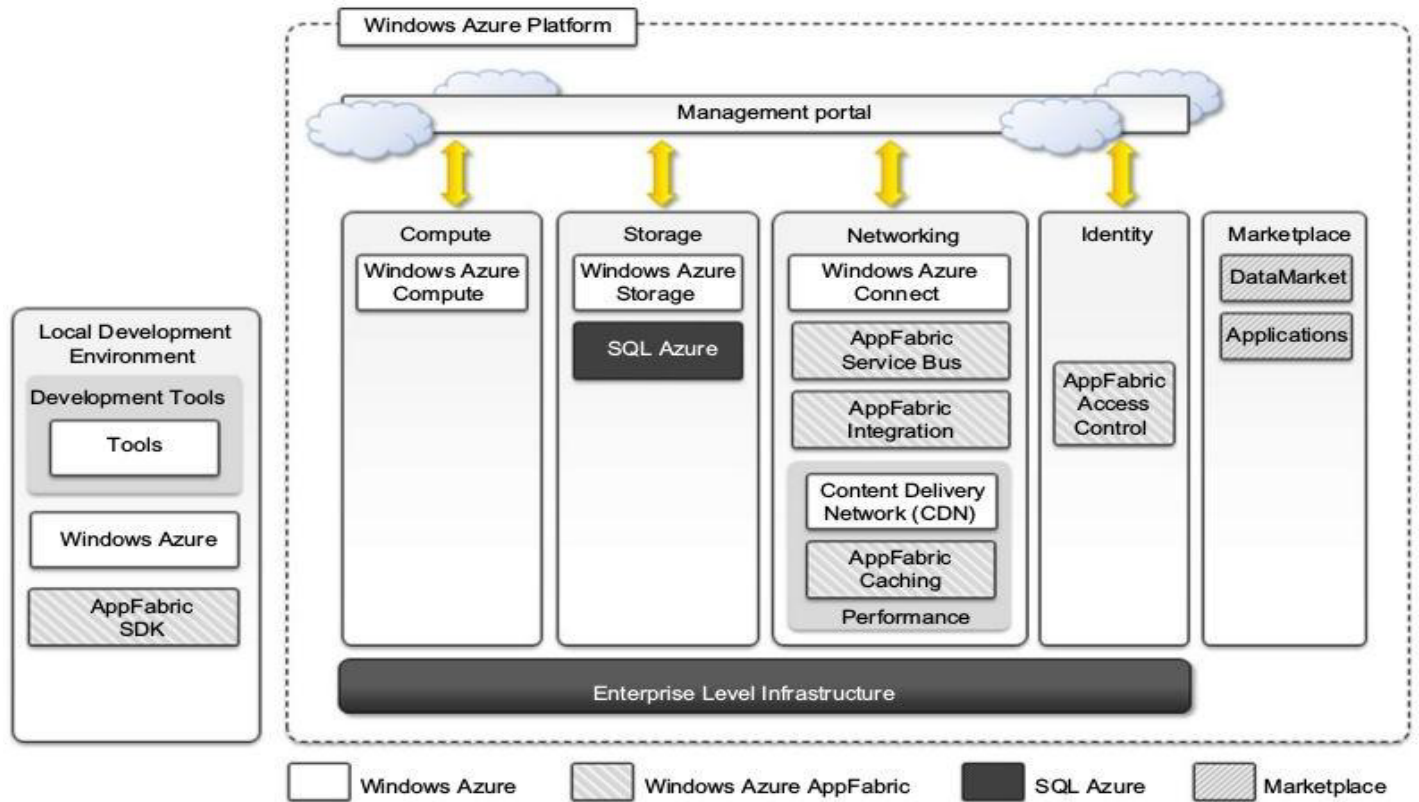 Windows Azure Platform
Management portal
Compute
Windows Azure
Compute
Storage
Windows Azure
Storage
SQL Azure
Networking
Windows Azure
Connect
AppFabric
Service Bus
AppFabric
Integration
Content Delivery
Network (CDN)
AppFabric
Caching
Performance
Identity
AppFabric
Access
Control
Marketplace
DataMarket
Applications
Local Development
Environment
Development Tools
Tools
Windows Azure
AppFabric
SDK
Enterprise Level Infrastructure
Windows Azure
Windows Azure AppFabric
SQL Azure
Marketplace